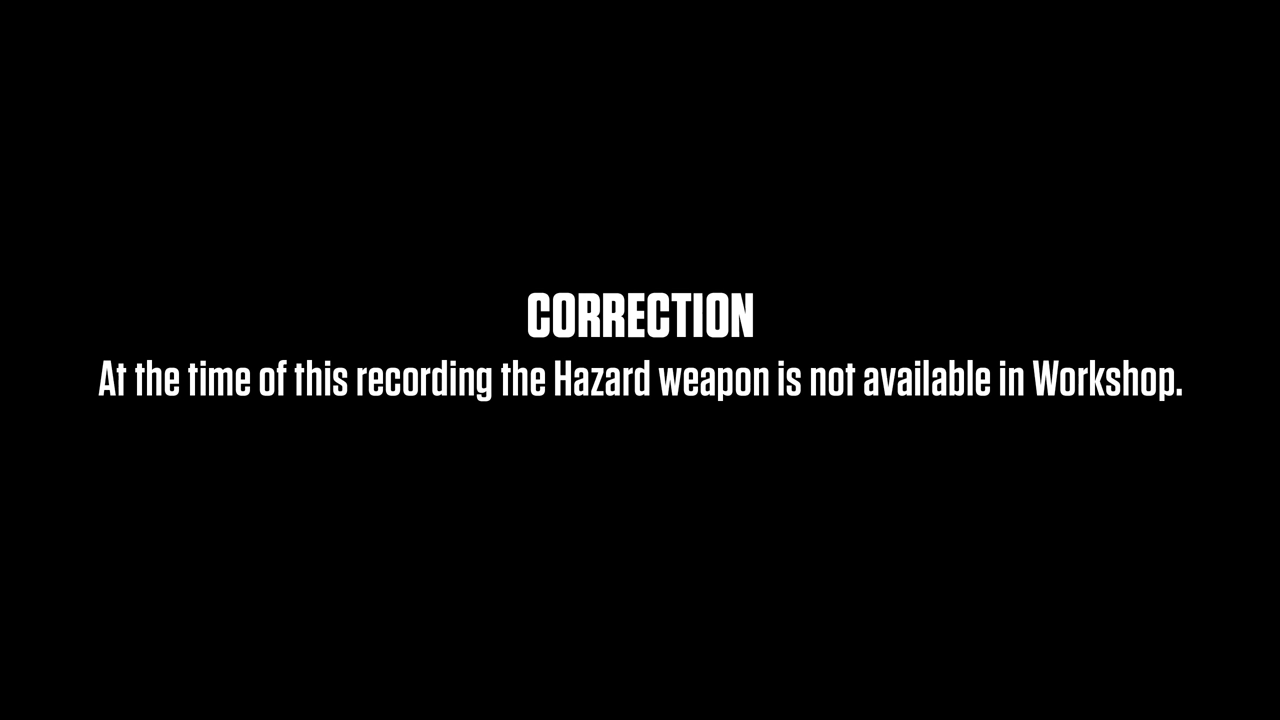 CORRECTION
At the time of this recording the Hazard weapon is not available in Workshop.